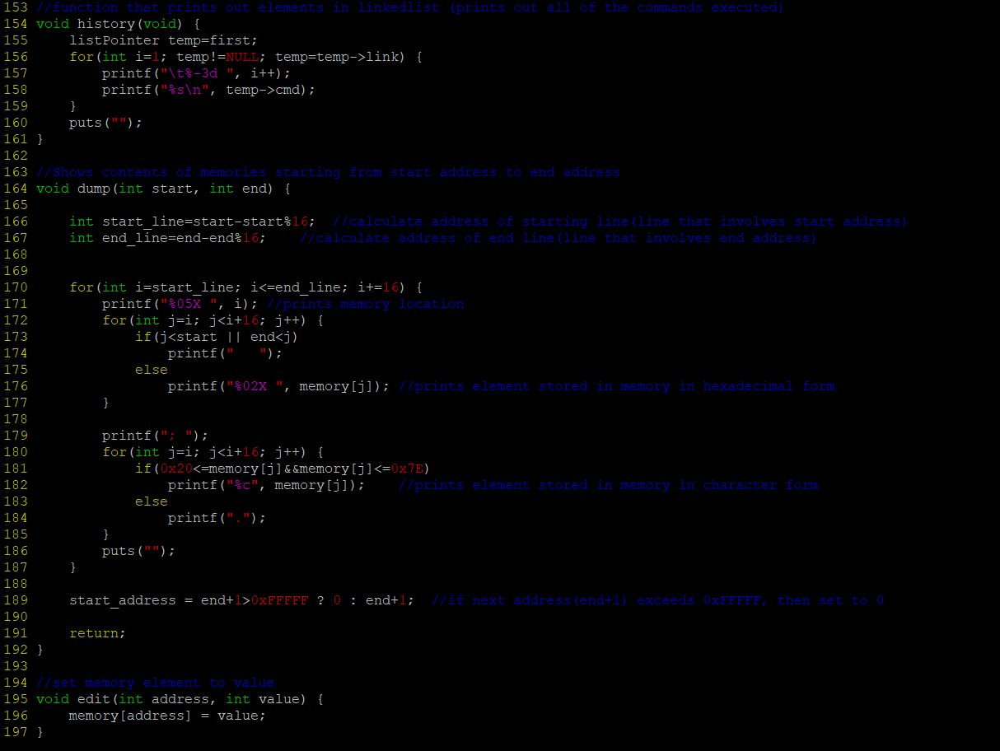 153 //function that prints out elements in linkedlist (prints out all of the commands executed)
154 void history(void) {
155     listPointer temp=first;
156     for(int i=1; temp!=NULL; temp=temp->link) {
157         printf("\t%-3d ", i++);
158         printf("%s\n", temp->cmd);
159     }
160     puts("");
161 }
162
163 //Shows contents of memories starting from start address to end address
164 void dump(int start, int end) {
165
166     int start_line=start-start%16;  //calculate address of starting line(line that involves start address)
167     int end_line=end-end%16;    //calculate address of end line(line that involves end address)
168
169
170     for(int i=start_line; i<=end_line; i+=16) {
171         printf("%05X ", i); //prints memory location
172         for(int j=i; j<i+16; j++) {
173             if(j<start || end<j)
174                 printf("   ");
175             else
176                 printf("%02X ", memory[j]); //prints element stored in memory in hexadecimal form
177         }
178
179         printf("; ");
180         for(int j=i; j<i+16; j++) {
181             if(0x20<=memory[j]&&memory[j]<=0x7E)
182                 printf("%c", memory[j]);    //prints element stored in memory in character form
183             else
184                 printf(".");
185         }
186         puts("");
187     }
188
189     start_address = end+1>0xFFFFF ? 0 : end+1;  //if next address(end+1) exceeds 0xFFFFF, then set to 0
190
191     return;
192 }
193
194 //set memory element to value
195 void edit(int address, int value) {
196     memory[address] = value;
197 }